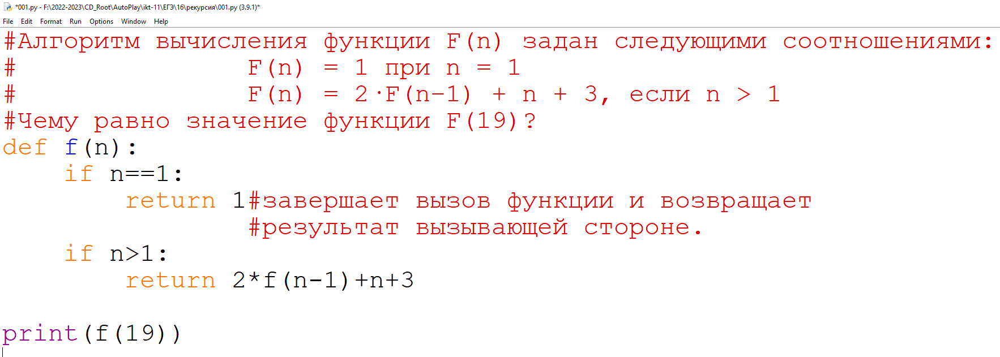 *001.py - F:\2022-2023\CD_Root\AutoPlay\ikt-11\ЕГЭ\16\рекурсия\001.py (3.9.1)*
File Edit Format Run Options Window Help
#Алгоритм вычисления функции F(n) задан следующими соотношениями:
# F(n) = 1 при n = 1
# F(n) = 2·F(n–1) + n + 3, если n > 1
#Чему равно значение функции F(19)?
def f(n):
    if n==1:
        return 1#завершает вызов функции и возвращает
                #результат вызывающей стороне.
    if n>1:
        return 2*f(n-1)+n+3
print(f(19))